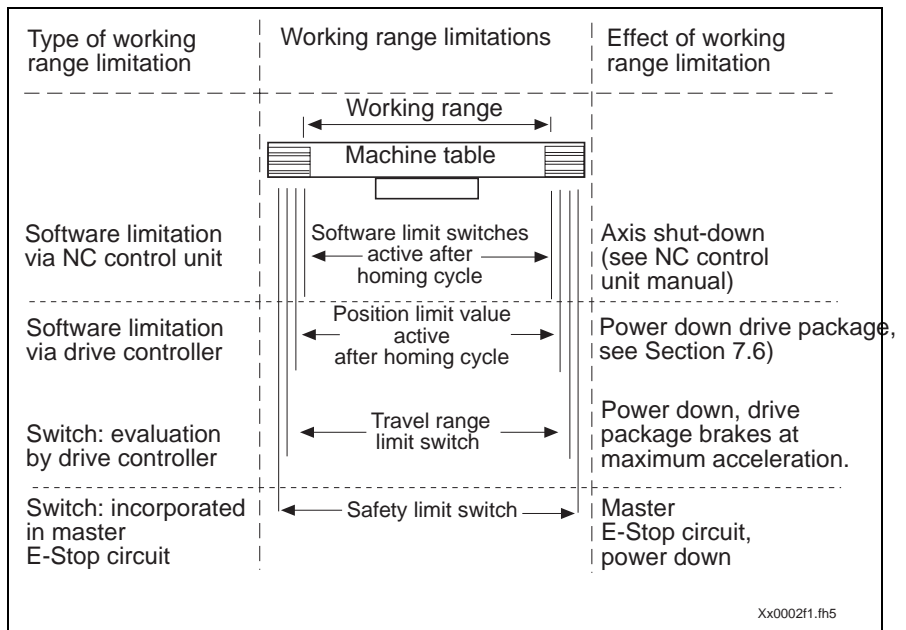 Type of working
range limitation
Working range limitations
Effect of working
range limitation
Working range
Machine table
Software limitation
via NC control unit
Software limit switches
active after
homing cycle
Axis shut-down
(see NC control
unit manual)
Software limitation
via drive controller
Position limit value
active
after homing cycle
Power down drive package,
see Section 7.6)
Switch: evaluation
by drive controller
Travel range
limit switch
Power down, drive
package brakes at
maximum acceleration.
Switch: incorporated
in master
E-Stop circuit
Safety limit switch
Master
E-Stop circuit,
power down
Xx0002f1.fh5